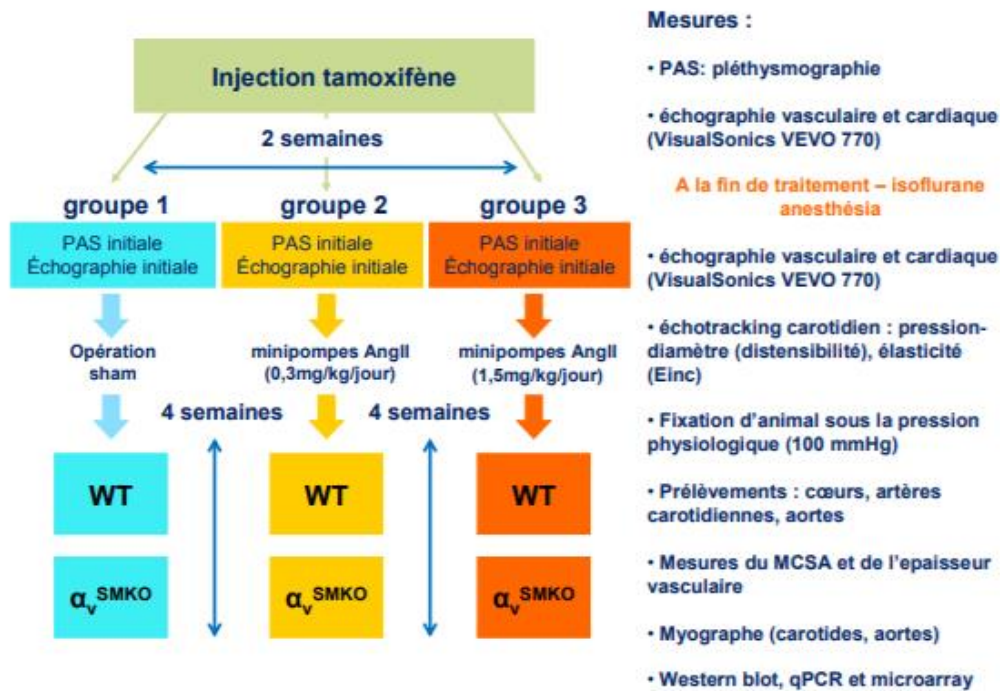 Injection tamoxifène
2 semaines
groupe 1
groupe 2
groupe 3
PAS initiale
Échographie initiale
PAS initiale
Échographie initiale
PAS initiale
Échographie initiale
Opération
sham
minipompes AngII
(0,3mg/kg/jour)
minipompes AngII
(1,5mg/kg/jour)
4 semaines
4 semaines
WT
WT
WT
αvSMKO
αvSMKO
αvSMKO
Mesures :
• PAS: pléthysmographie
• échographie vasculaire et cardiaque
(VisualSonics VEVO 770)
A la fin de traitement – isoflurane
anesthésia
• échographie vasculaire et cardiaque
(VisualSonics VEVO 770)
• échotracking carotidien : pression-
diamètre (distensibilité), élasticité
(Einc)
• Fixation d'animal sous la pression
physiologique (100 mmHg)
• Prélèvements : cœurs, artères
carotidiennes, aortes
• Mesures du MCSA et de l'epaisseur
vasculaire
• Myographe (carotides, aortes)
• Western blot, qPCR et microarray